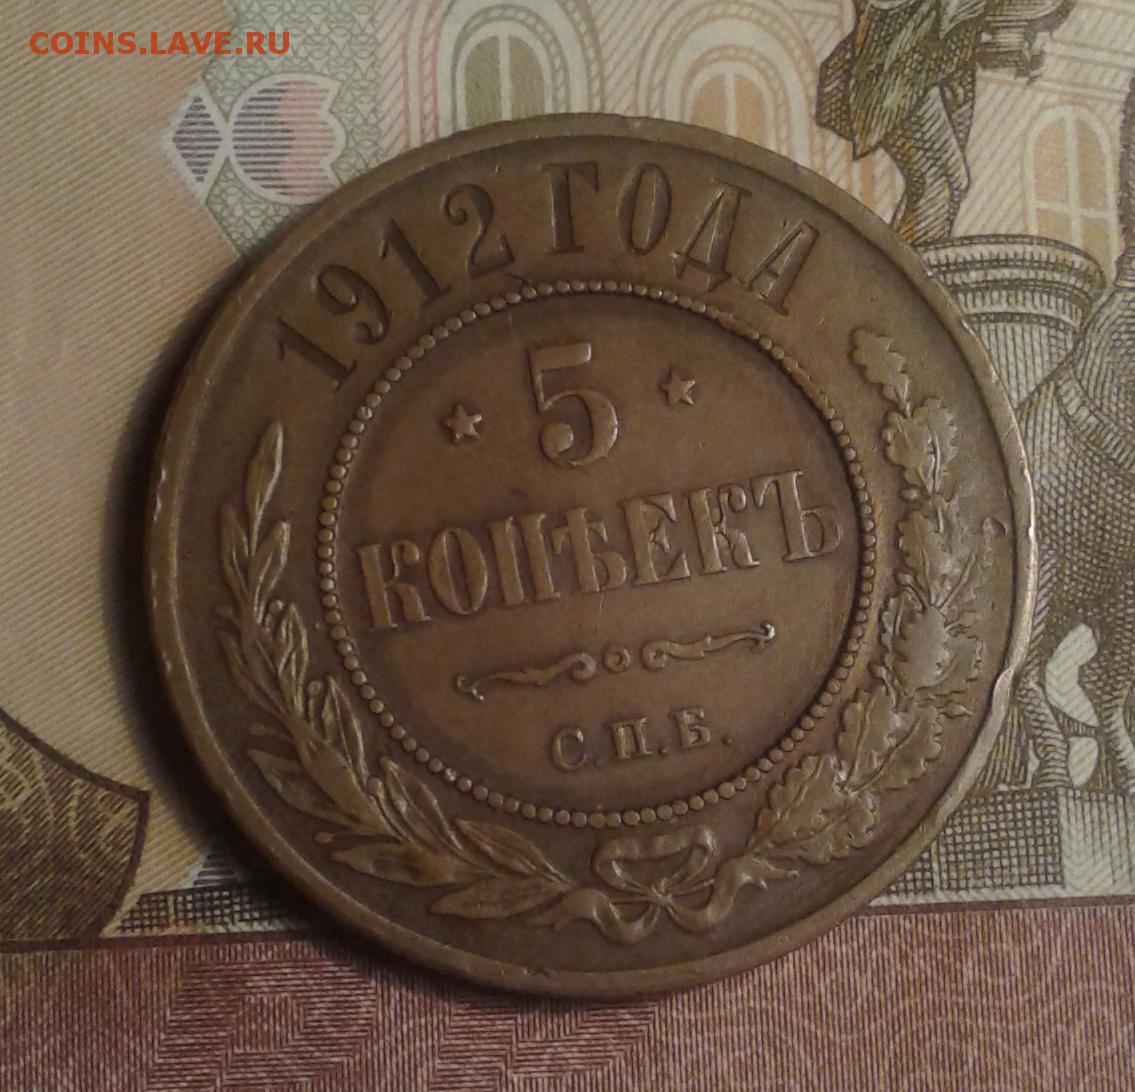 COINS.LAVE.RU
1912 ГОДА
5
КОПѢЕКЪ
С.П.Б.